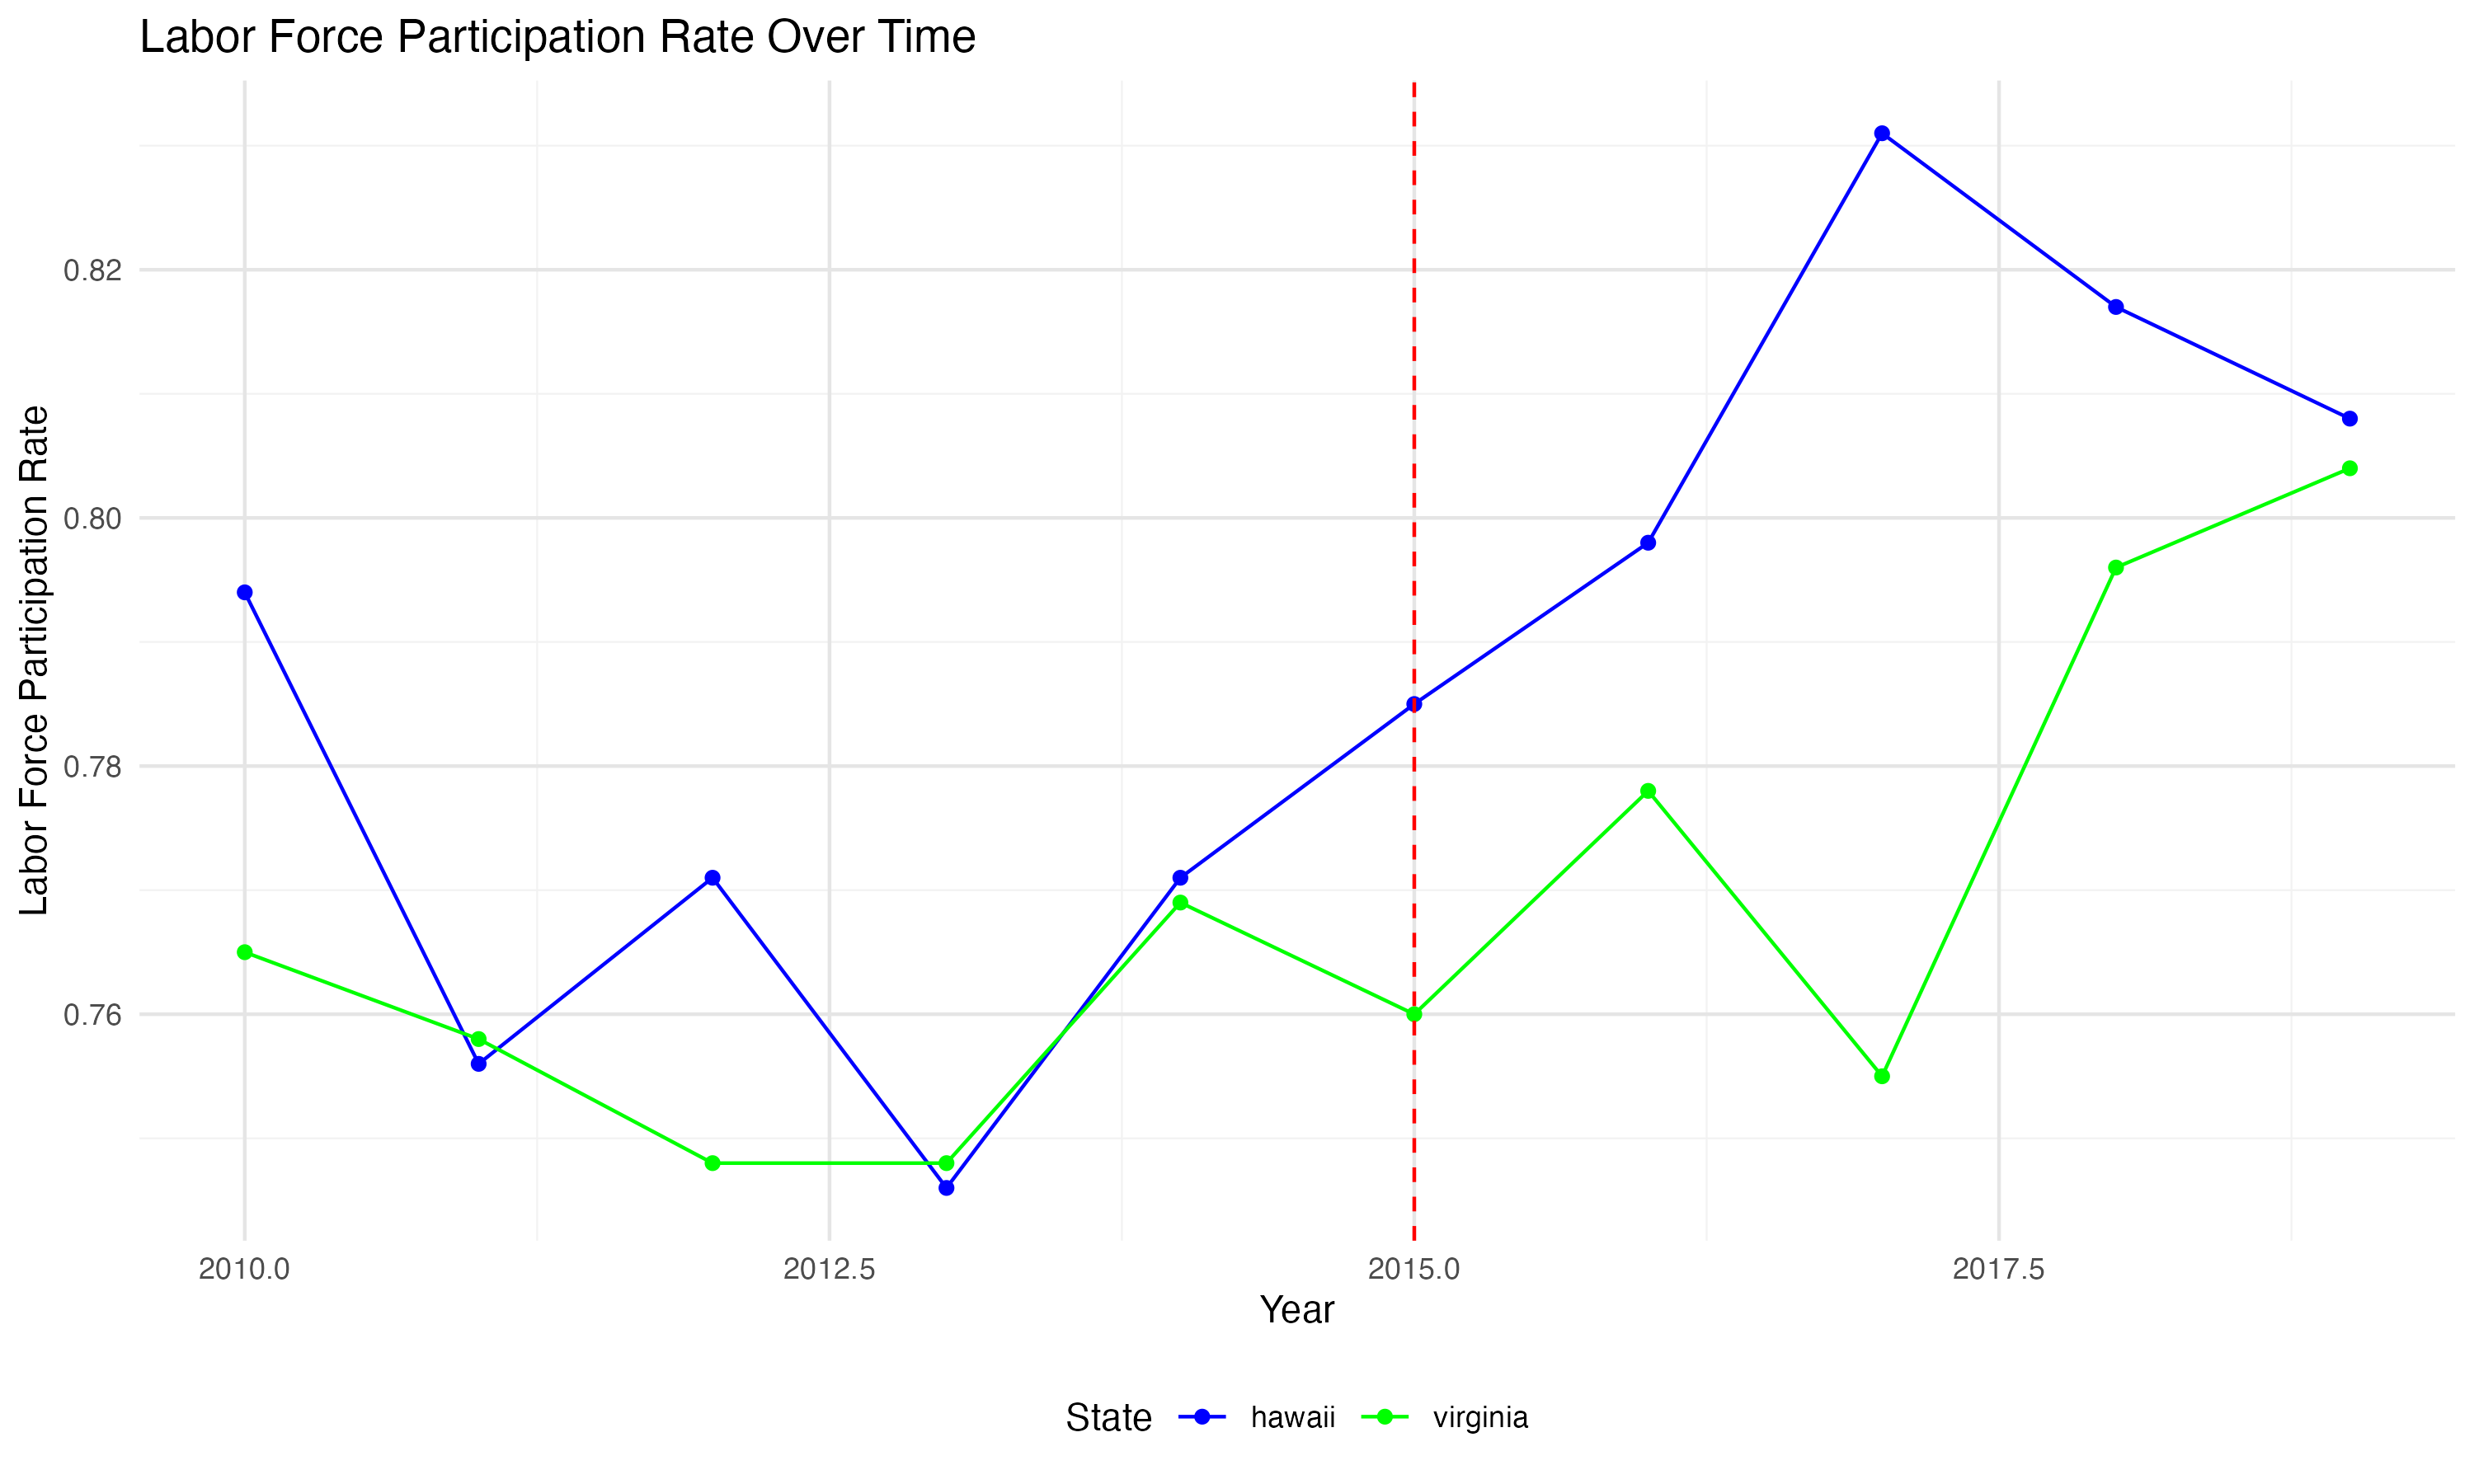 Labor Force Participation Rate Over Time
Labor Force Participation Rate
0.82
0.80
0.78
0.76
2010.0 2012.5 2015.0 2017.5
Year
State hawaii virginia